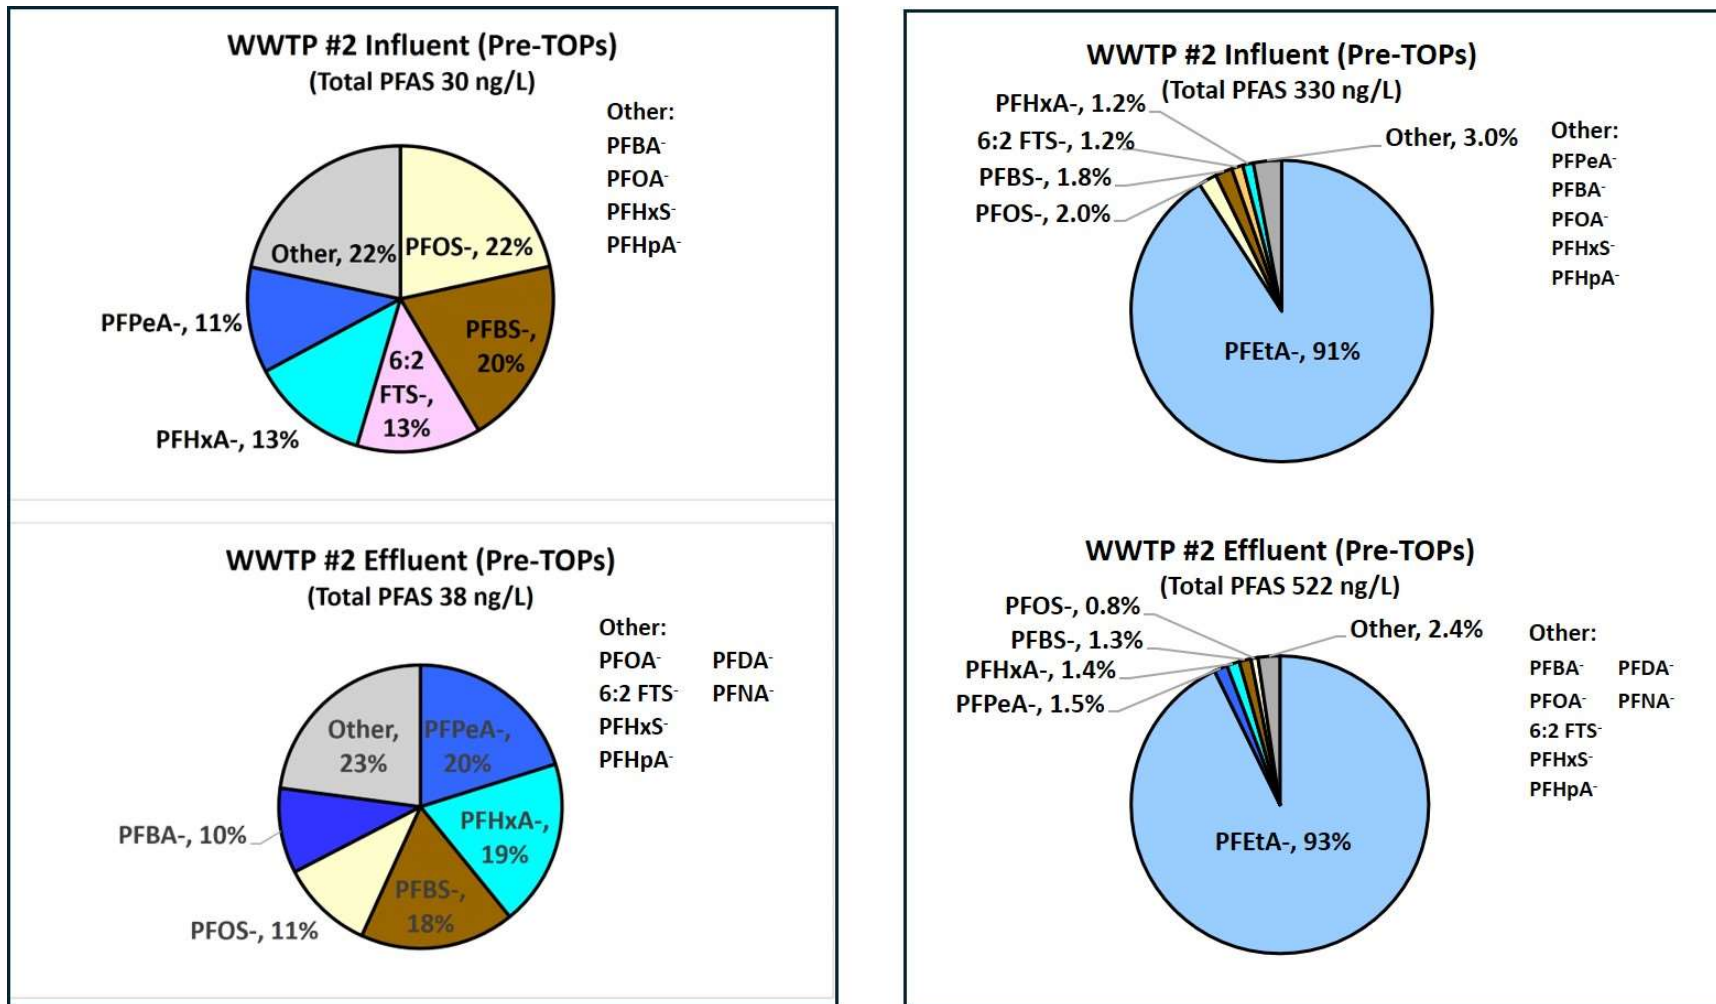 WWTP #2 Influent (Pre-TOPs)
(Total PFAS 30 ng/L)
Other:
PFBA-
PFOA-
PFHxS-
PFHpA-
Other, 22%
PFOS-, 22%
PFPeA-, 11%
PFBS-,
20%
6:2
FTS-,
13%
PFHxA-, 13%
WWTP #2 Effluent (Pre-TOPs)
(Total PFAS 38 ng/L)
Other:
PFOA- PFDA-
6:2 FTS- PFNA-
PFHxS-
PFHpA-
Other,
23%
PFPeA-,
20%
PFBA-, 10%
PFHxA-,
19%
PFBS-,
18%
PFOS-, 11%
WWTP #2 Influent (Pre-TOPs)
(Total PFAS 330 ng/L)
PFHxA-, 1.2%
6:2 FTS-, 1.2%
PFBS-, 1.8%
PFOS-, 2.0%
Other, 3.0%
Other:
PFPeA-
PFBA-
PFOA-
PFHxS-
PFHpA-
PFEtA-, 91%
WWTP #2 Effluent (Pre-TOPs)
(Total PFAS 522 ng/L)
PFOS-, 0.8%
PFBS-, 1.3%
PFHxA-, 1.4%
PFPeA-, 1.5%
Other, 2.4%
Other:
PFBA- PFDA-
PFOA- PFNA-
6:2 FTS-
PFHxS-
PFHpA-
PFEtA-, 93%